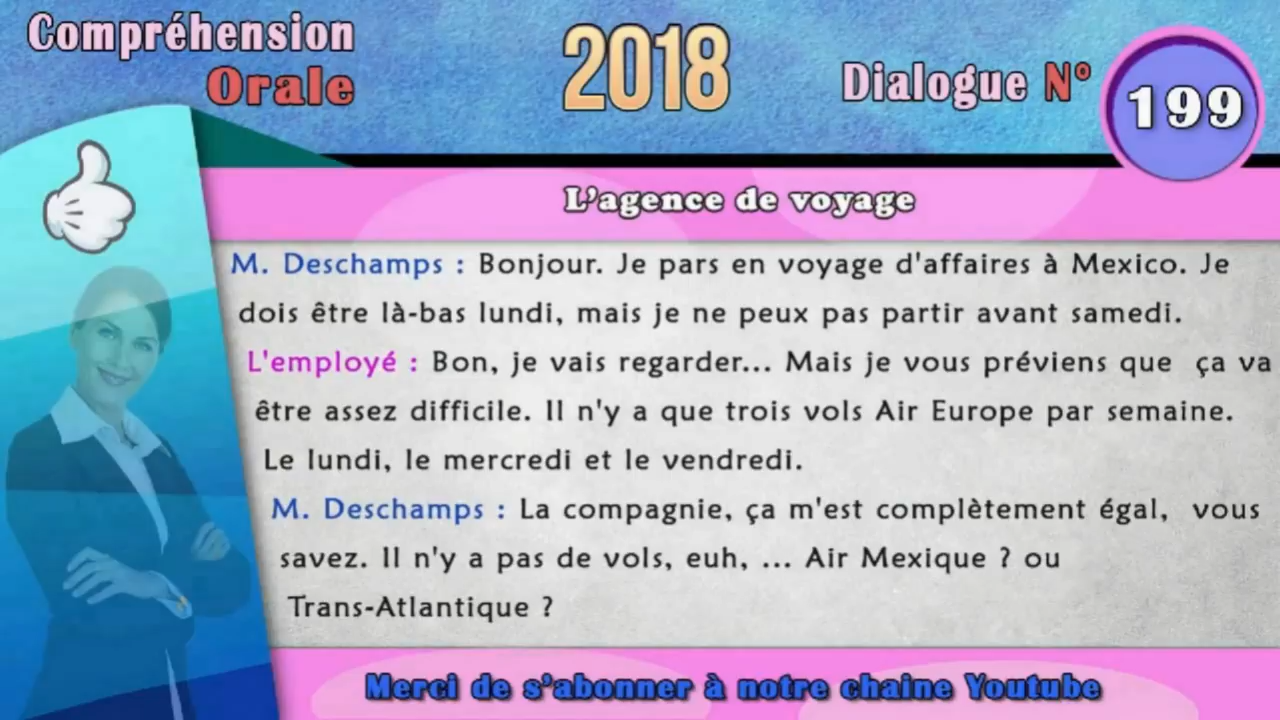 Compréhension
Orale
2018
Dialogue N°
199
L'agence de voyage
M. Deschamps : Bonjour. Je pars en voyage d'affaires à Mexico. Je
dois être là-bas lundi, mais je ne peux pas partir avant samedi.
L'employé : Bon, je vais regarder... Mais je vous préviens que ça va
être assez difficile. Il n'y a que trois vols Air Europe par semaine.
Le lundi, le mercredi et le vendredi.
M. Deschamps : La compagnie, ça m'est complètement égal, vous
savez. Il n'y a pas de vols, euh, ... Air Mexique ? ou
Trans-Atlantique ?
Merci de s'abonner à notre chaine Youtube